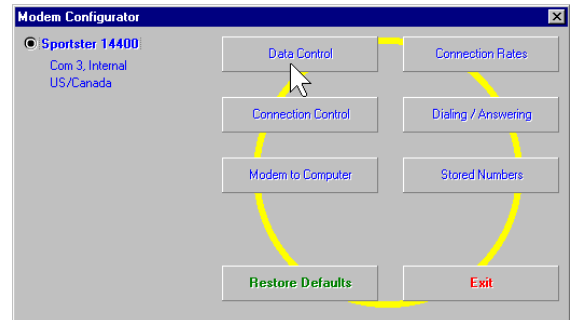 Modem Configurator
Sportster 14400
Com 3, Internal
US/Canada
Data Control
Connection Rates
Connection Control
Dialing / Answering
Modem to Computer
Stored Numbers
Restore Defaults
Exit